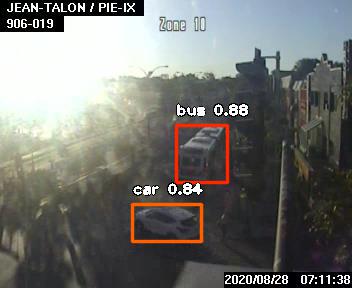 JEAN-TALON / PIE-IX
906-019
Zone 10
bus 0.88
car 0.84
2020/08/28 07:11:38